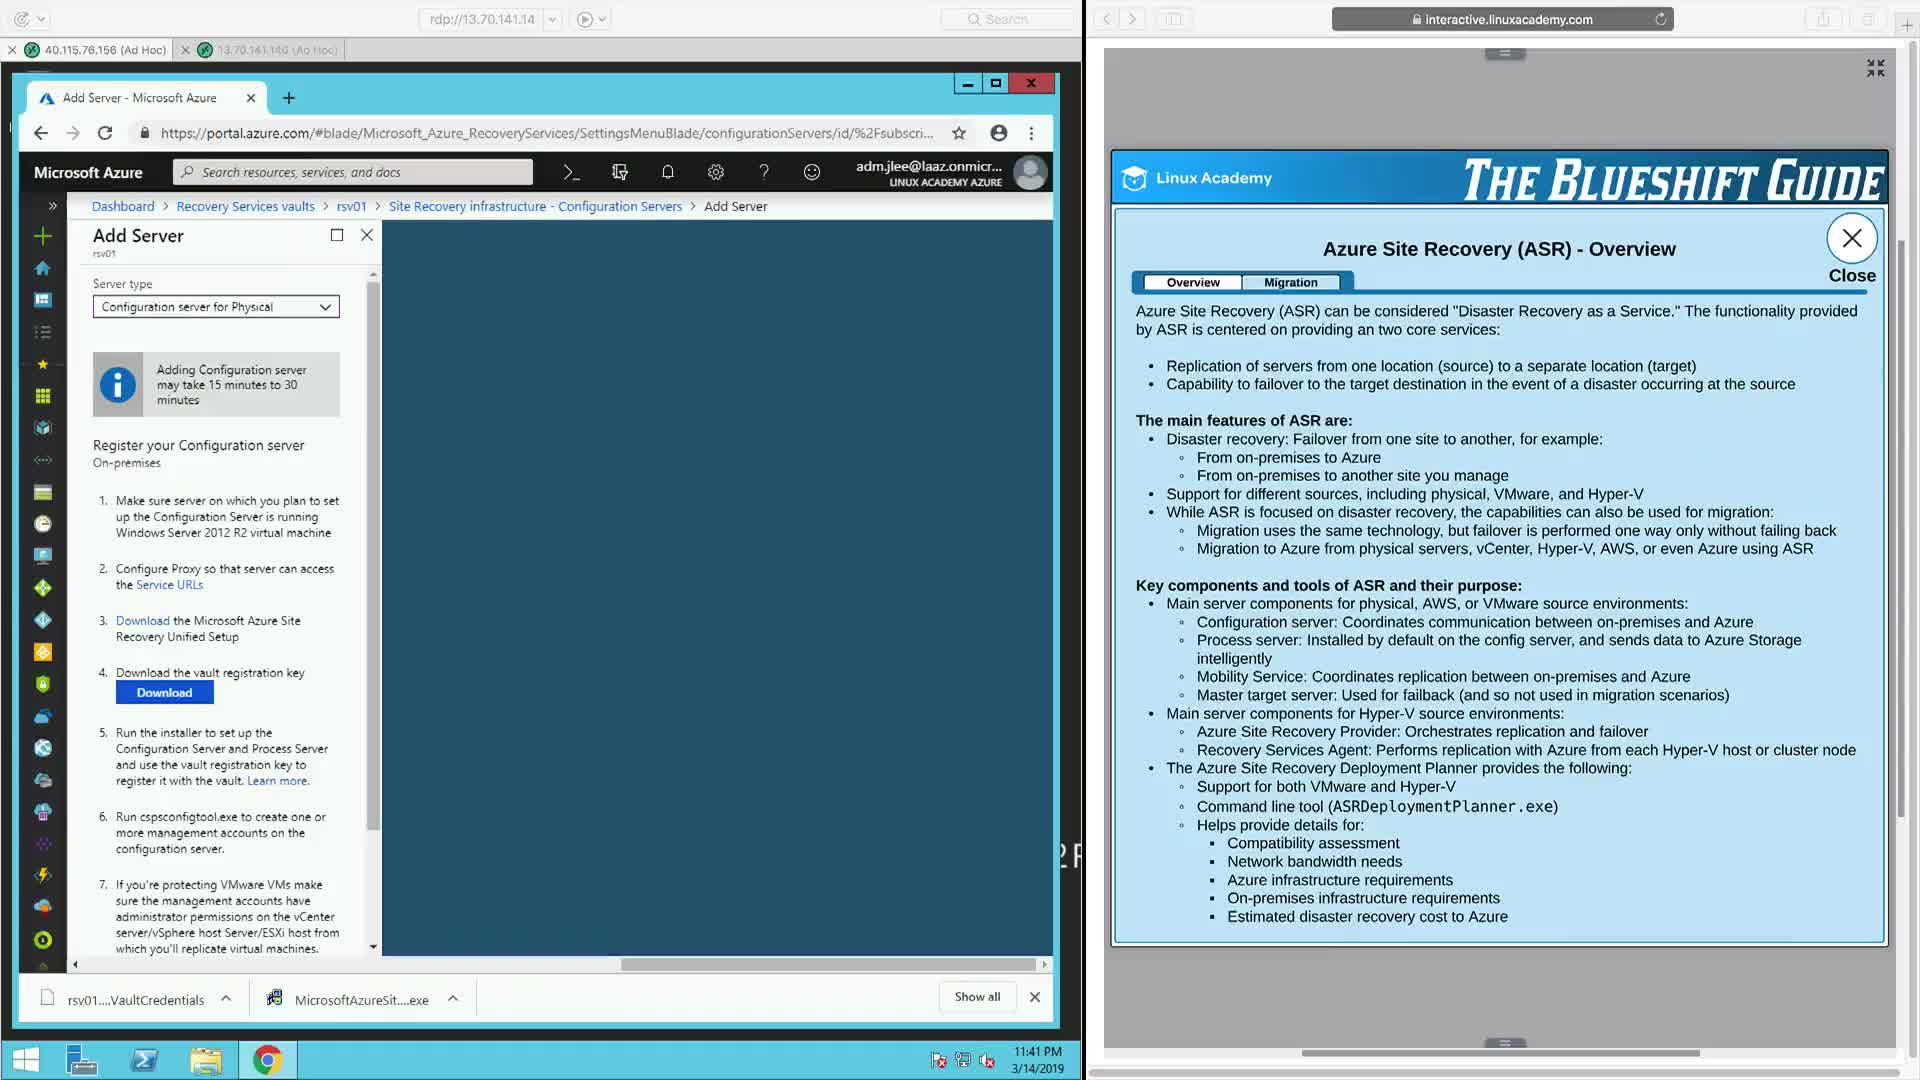 rdp://13.70.141.14
Search
40.115.76.156 (Ad Hoc)
13.70.141.140 (Ad Hoc)
Add Server - Microsoft Azure
https://portal.azure.com/#blade/Microsoft_Azure_RecoveryServices/SettingsMenuBlade/configurationServers/id/%2Fsubscri...
Microsoft Azure
Search resources, services, and docs
adm.jlee@laaz.onmicr...
LINUX ACADEMY AZURE
Dashboard > Recovery Services vaults > rsv01 > Site Recovery infrastructure - Configuration Servers > Add Server
Add Server
rsv01
Server type
Configuration server for Physical
Adding Configuration server
may take 15 minutes to 30
minutes
Register your Configuration server
On-premises
1. Make sure server on which you plan to set
up the Configuration Server is running
Windows Server 2012 R2 virtual machine
2. Configure Proxy so that server can access
the Service URLs
3. Download the Microsoft Azure Site
Recovery Unified Setup
4. Download the vault registration key
Download
5. Run the installer to set up the
Configuration Server and Process Server
and use the vault registration key to
register it with the vault. Learn more.
6. Run cspsconfigtool.exe to create one or
more management accounts on the
configuration server.
7. If you're protecting VMware VMs make
sure the management accounts have
administrator permissions on the vCenter
server/vSphere host Server/ESXi host from
which you'll replicate virtual machines.
rsv01....VaultCredentials
MicrosoftAzureSit....exe
Show all
11:41 PM
3/14/2019
interactive.linuxacademy.com
Linux Academy
THE BLUESHIFT GUIDE
Azure Site Recovery (ASR) - Overview
Close
Overview
Migration
Azure Site Recovery (ASR) can be considered "Disaster Recovery as a Service." The functionality provided
by ASR is centered on providing an two core services:
• Replication of servers from one location (source) to a separate location (target)
• Capability to failover to the target destination in the event of a disaster occurring at the source
The main features of ASR are:
• Disaster recovery: Failover from one site to another, for example:
◦ From on-premises to Azure
◦ From on-premises to another site you manage
• Support for different sources, including physical, VMware, and Hyper-V
• While ASR is focused on disaster recovery, the capabilities can also be used for migration:
◦ Migration uses the same technology, but failover is performed one way only without failing back
◦ Migration to Azure from physical servers, vCenter, Hyper-V, AWS, or even Azure using ASR
Key components and tools of ASR and their purpose:
• Main server components for physical, AWS, or VMware source environments:
◦ Configuration server: Coordinates communication between on-premises and Azure
◦ Process server: Installed by default on the config server, and sends data to Azure Storage
intelligently
◦ Mobility Service: Coordinates replication between on-premises and Azure
◦ Master target server: Used for failback (and so not used in migration scenarios)
• Main server components for Hyper-V source environments:
◦ Azure Site Recovery Provider: Orchestrates replication and failover
◦ Recovery Services Agent: Performs replication with Azure from each Hyper-V host or cluster node
• The Azure Site Recovery Deployment Planner provides the following:
◦ Support for both VMware and Hyper-V
◦ Command line tool (ASRDeploymentPlanner.exe)
◦ Helps provide details for:
▪ Compatibility assessment
▪ Network bandwidth needs
▪ Azure infrastructure requirements
▪ On-premises infrastructure requirements
▪ Estimated disaster recovery cost to Azure